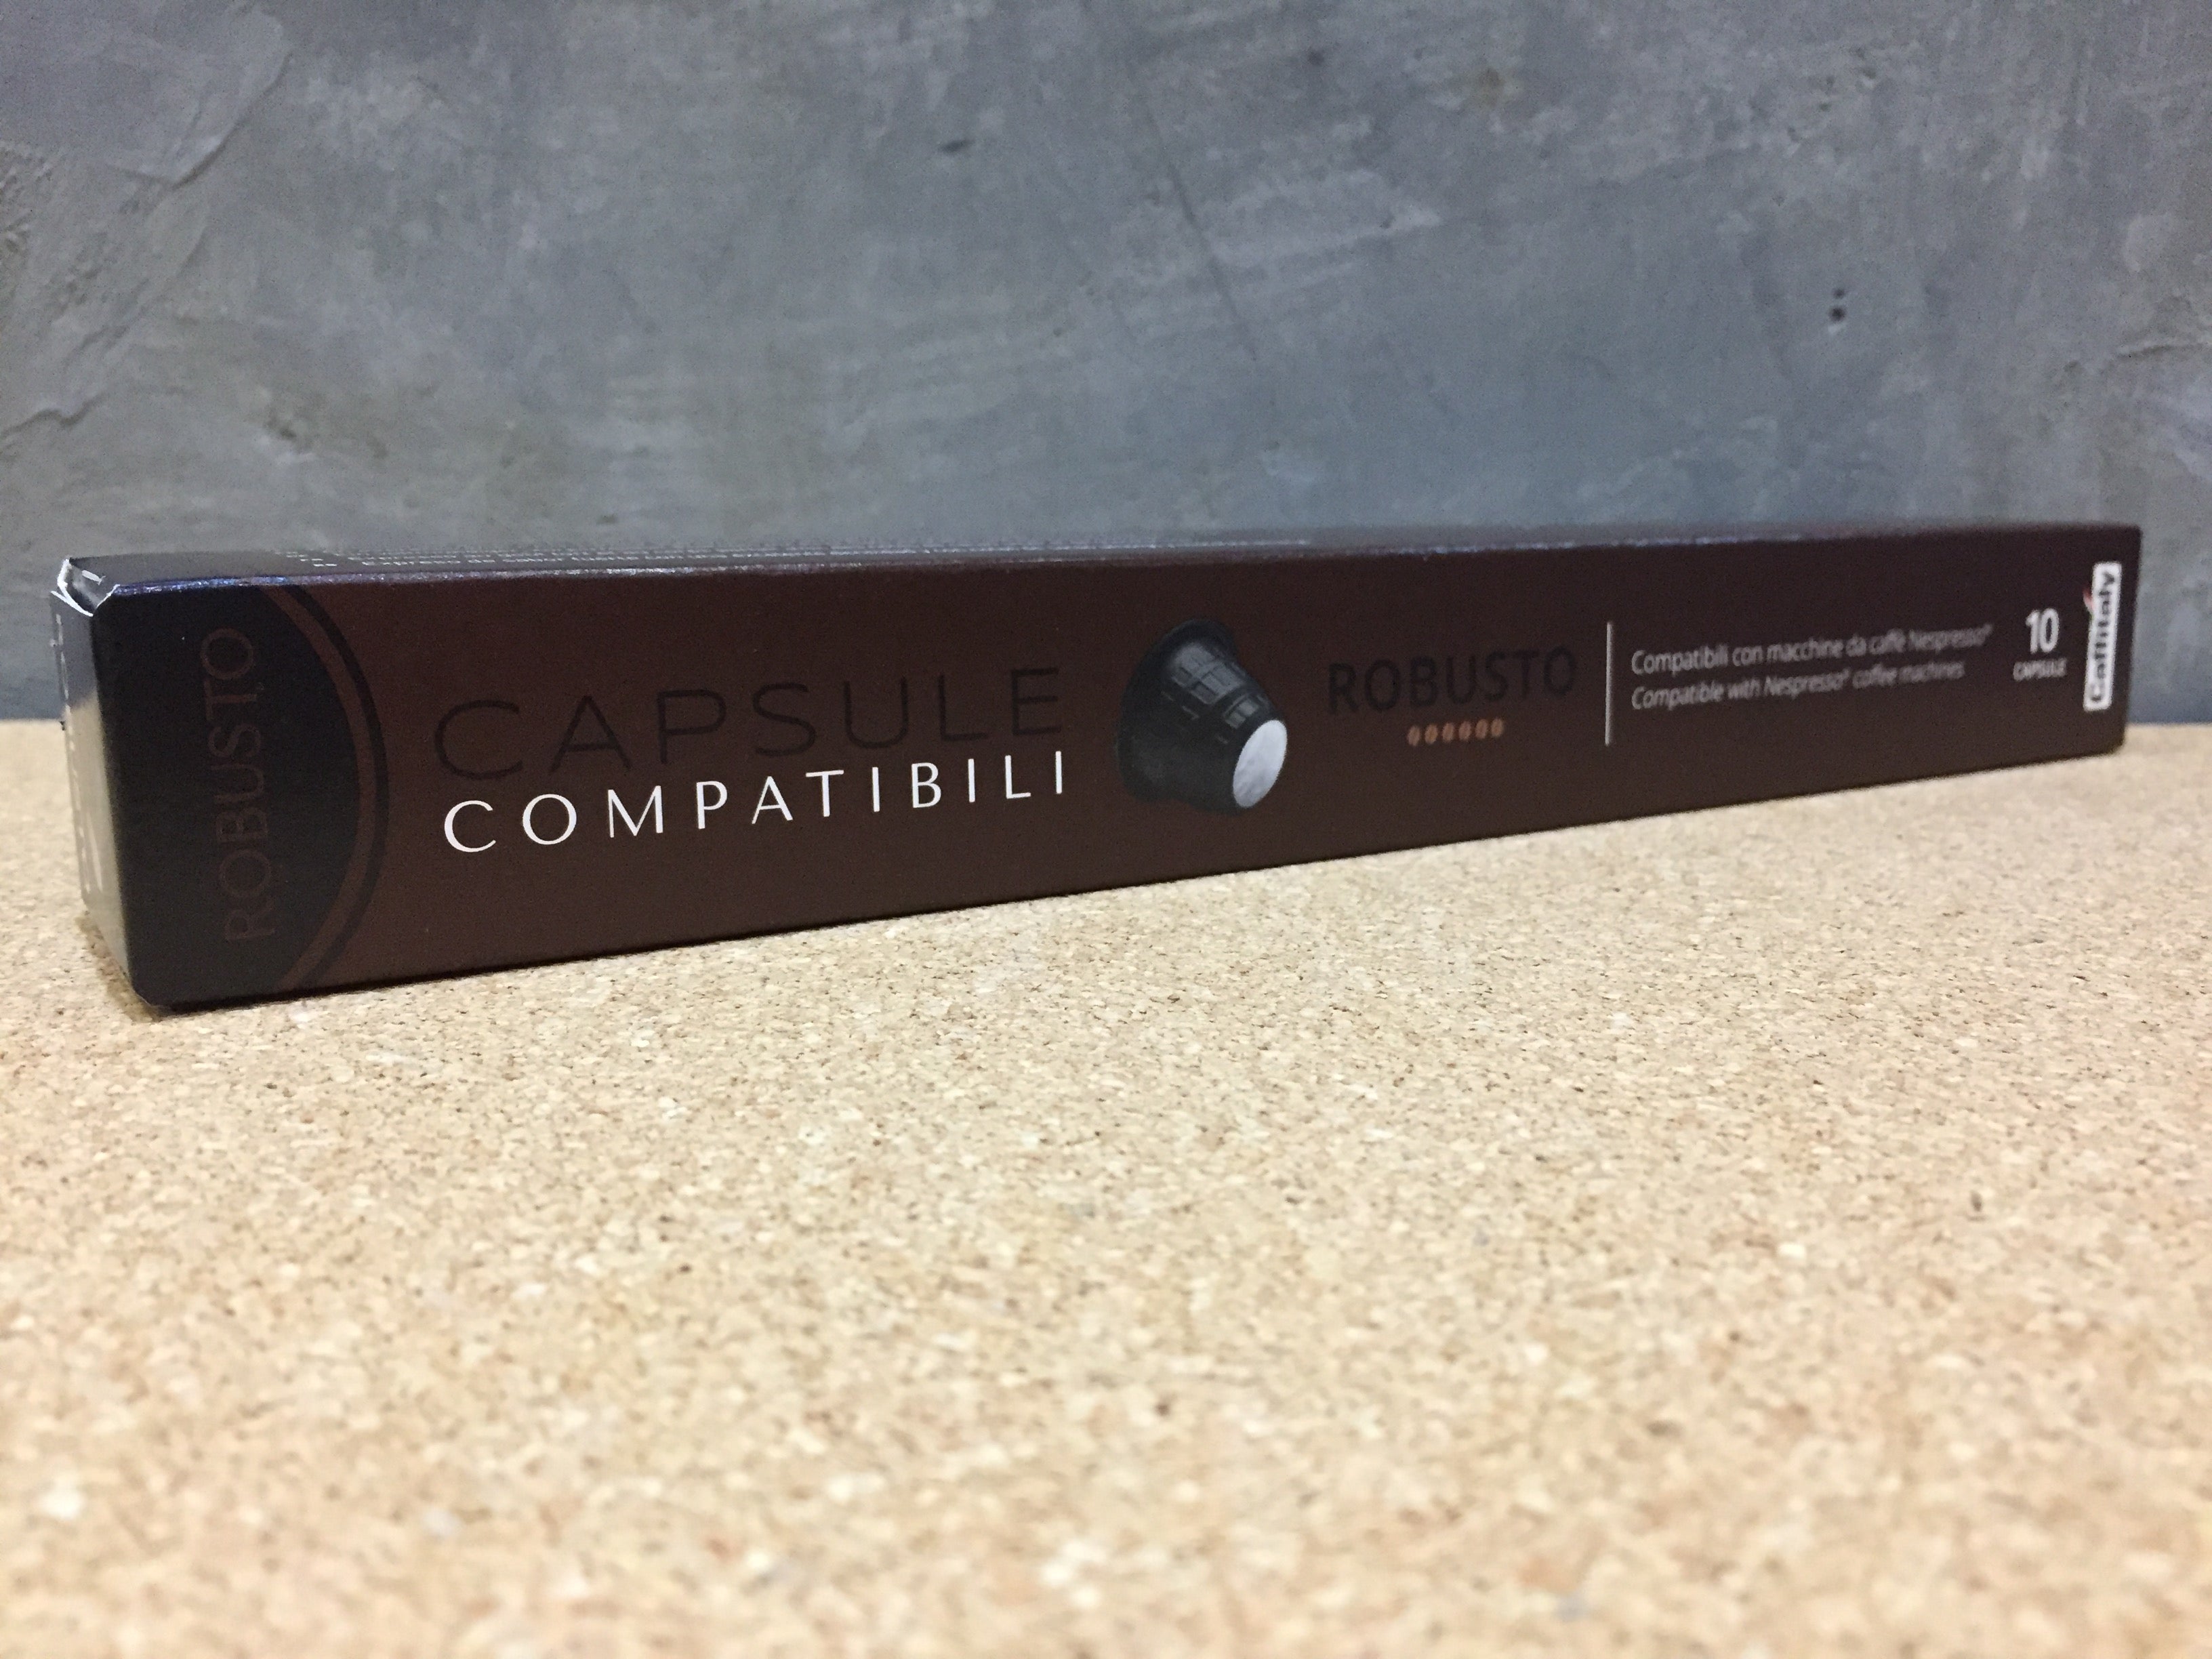 ROBUSTO
CAPSULE
COMPATIBILI
ROBUSTO
Compatibili con macchine da caffè Nespresso®
Compatible with Nespresso® coffee machines
10
CAPSULE
Caffitaly